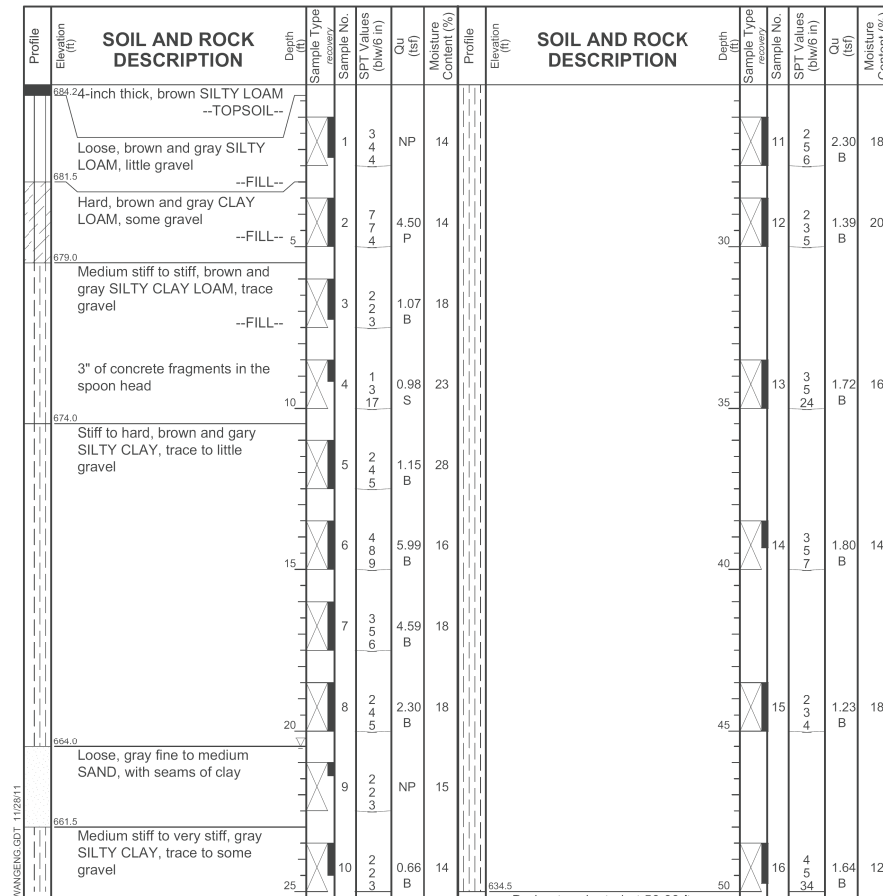 Profile
Elevation
(ft)
SOIL AND ROCK
DESCRIPTION
Depth
(ft)
Sample Type
recovery
Sample No.
SPT Values
(blw/6 in)
Qu
(tsf)
Moisture
Content (%)
684.2
4-inch thick, brown SILTY LOAM
--TOPSOIL--
Loose, brown and gray SILTY
LOAM, little gravel
681.5
--FILL--
1
3
4
4
NP
14
Hard, brown and gray CLAY
LOAM, some gravel
--FILL--
5
2
7
7
4
4.50
P
14
679.0
Medium stiff to stiff, brown and
gray SILTY CLAY LOAM, trace
gravel
--FILL--
3
2
2
3
1.07
B
18
3" of concrete fragments in the
spoon head
10
4
1
3
17
0.98
S
23
674.0
Stiff to hard, brown and gary
SILTY CLAY, trace to little
gravel
5
2
4
5
1.15
B
28
15
6
4
8
9
5.99
B
16
7
3
5
6
4.59
B
18
20
8
2
4
5
2.30
B
18
664.0
Loose, gray fine to medium
SAND, with seams of clay
9
2
2
3
NP
15
661.5
Medium stiff to very stiff, gray
SILTY CLAY, trace to some
gravel
25
10
2
2
3
0.66
B
14
WANGENG.GDT 11/28/11
Profile
Elevation
(ft)
SOIL AND ROCK
DESCRIPTION
Depth
(ft)
Sample Type
recovery
Sample No.
SPT Values
(blw/6 in)
Qu
(tsf)
Moisture
Content (%)
11
2
5
6
2.30
B
18
30
12
2
3
5
1.39
B
20
35
13
3
5
24
1.72
B
16
40
14
3
5
7
1.80
B
14
45
15
2
3
4
1.23
B
18
634.5
50
16
4
5
34
1.64
B
12